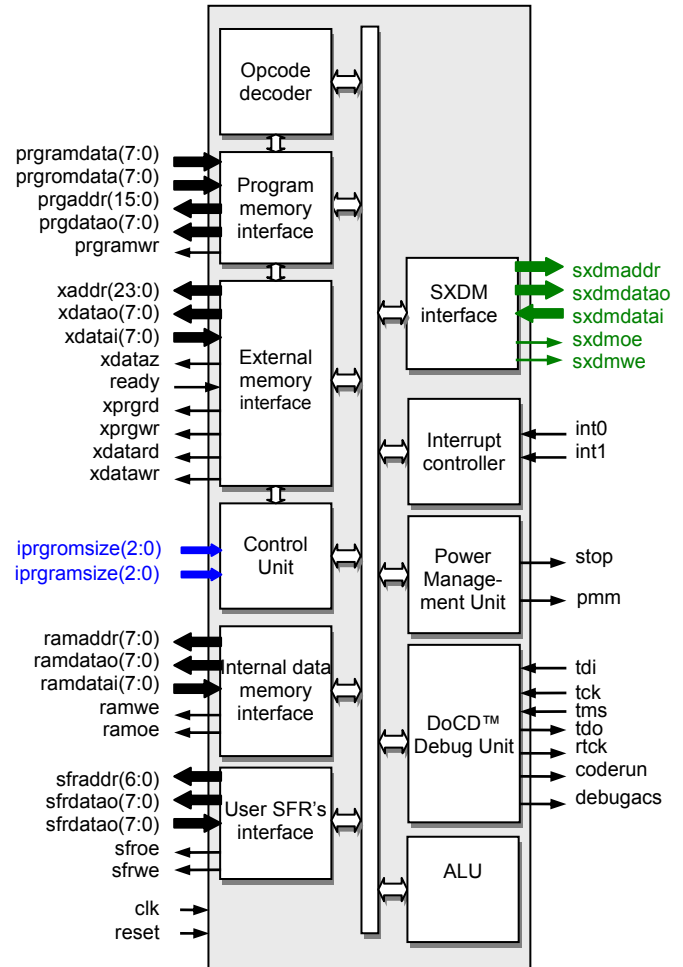 Opcode
decoder
prgramdata(7:0)
prgromdata(7:0)
prgaddr(15:0)
prgdatao(7:0)
prgramwr
Program
memory
interface
xaddr(23:0)
xdatao(7:0)
xdatai(7:0)
xdataz
ready
xprgrd
xprgwr
xdatard
xdatawr
External
memory
interface
iprgromsize(2:0)
iprgramsize(2:0)
Control
Unit
ramaddr(7:0)
ramdatao(7:0)
ramdatai(7:0)
ramwe
ramoe
Internal data
memory
interface
sfraddr(6:0)
sfrdatao(7:0)
sfrdatao(7:0)
sfroe
sfrwe
User SFR's
interface
clk
reset
SXDM
interface
sxdmaddr
sxdmdatao
sxdmdatai
sxdmoe
sxdmwe
Interrupt
controller
int0
int1
Power
Manage-
ment Unit
stop
pmm
DoCD™
Debug Unit
tdi
tck
tms
tdo
rtck
coderun
debugacs
ALU